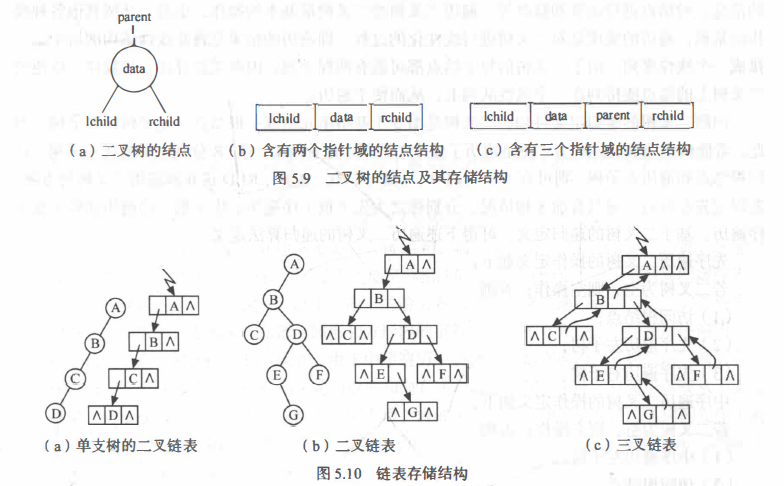 parent
data
lchild
rchild
lchild data rchild
lchild data parent rchild
(a)二叉树的结点
(b)含有两个指针域的结点结构
(c)含有三个指针域的结点结构
图 5.9 二叉树的结点及其存储结构
A
B
C
D
A ∧
B ∧
C ∧
∧ D ∧
A
B
C D
E F
G
A ∧
B
∧ C ∧
D
∧ E
∧ F ∧
∧ G ∧
A ∧ ∧
B
∧ C ∧
D
∧ E
∧ F ∧
∧ G ∧
(a)单支树的二叉链表
(b)二叉链表
(c)三叉链表
图 5.10 链表存储结构